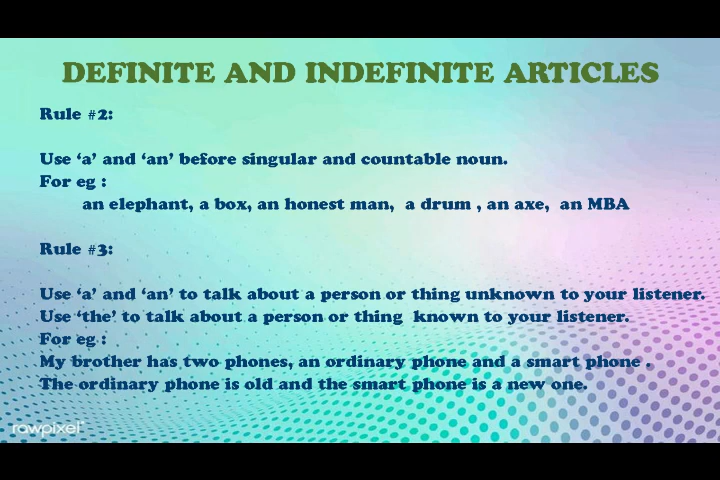 DEFINITE AND INDEFINITE ARTICLES
Rule #2:
Use ‘a’ and ‘an’ before singular and countable noun.
For eg :
an elephant, a box, an honest man,  a drum , an axe,  an MBA
Rule #3:
Use ‘a’ and ‘an’ to talk about a person or thing unknown to your listener.
Use ‘the’ to talk about a person or thing  known to your listener.
For eg :
My brother has two phones, an ordinary phone and a smart phone .
The ordinary phone is old and the smart phone is a new one.
rawpixel